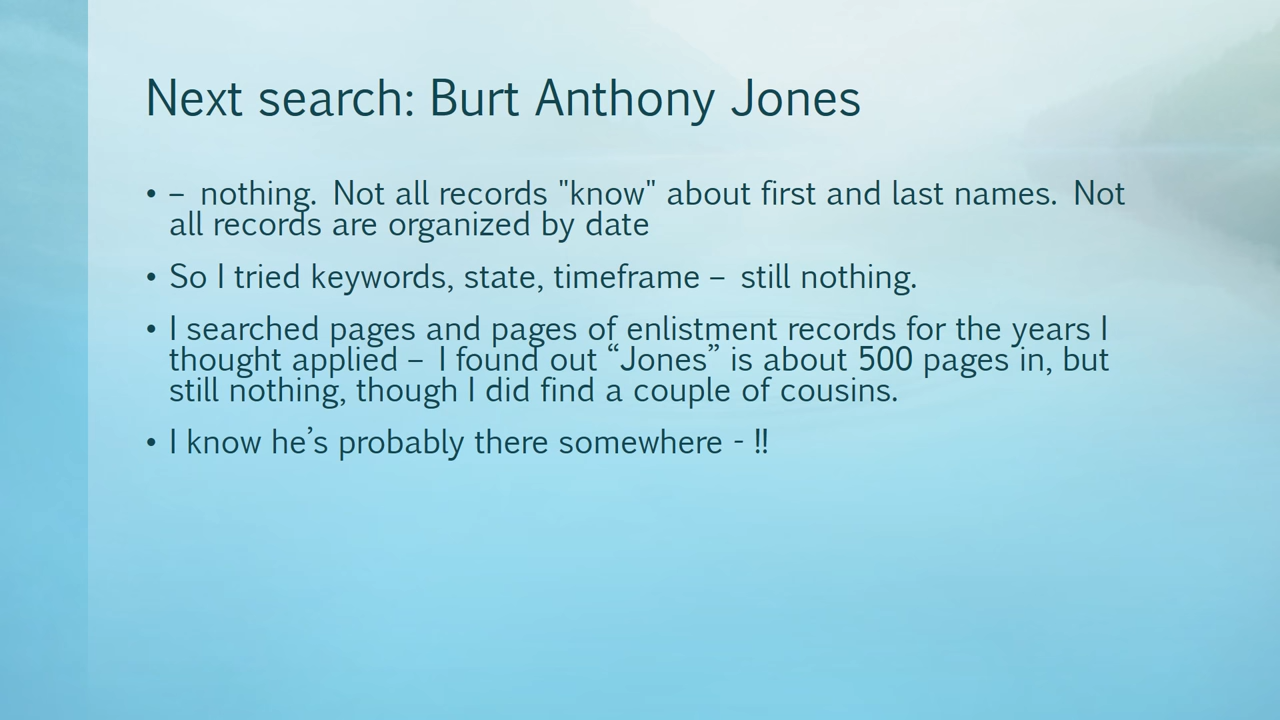 Next search: Burt Anthony Jones
• – nothing. Not all records "know" about first and last names. Not
all records are organized by date
• So I tried keywords, state, timeframe – still nothing.
• I searched pages and pages of enlistment records for the years I
thought applied – I found out “Jones” is about 500 pages in, but
still nothing, though I did find a couple of cousins.
• I know he’s probably there somewhere - !!